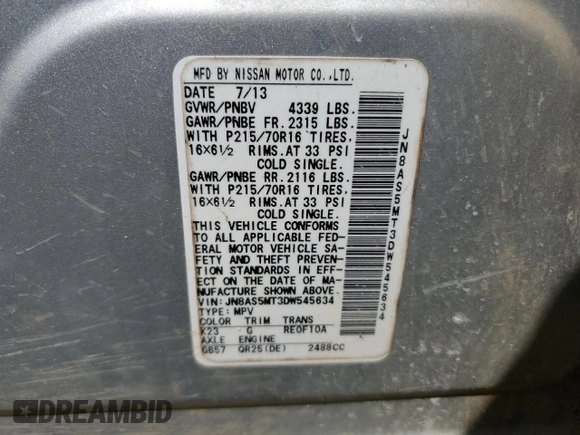 MFD BY NISSAN MOTOR CO.,LTD.
DATE 7/13
GVWR/PNBV 4339 LBS.
GAWR/PNBE FR. 2315 LBS.
WITH P215/70R16 TIRES.
16X6½ RIMS. AT 33 PSI
COLD SINGLE.
GAWR/PNBE RR. 2116 LBS.
WITH P215/70R16 TIRES.
16X6½ RIMS. AT 33 PSI
COLD SINGLE.
THIS VEHICLE CONFORMS
TO ALL APPLICABLE FED-
ERAL MOTOR VEHICLE SA-
FETY AND THEFT PREVEN-
TION STANDARDS IN EFF-
ECT ON THE DATE OF MA-
NUFACTURE SHOWN ABOVE.
VIN: JN8AS5MT3DW545634
TYPE: MPV
COLOR TRIM TRANS
K23 G RE0F10A
AXLE ENGINE
GB57 QR25(DE) 2488CC
JN8AS5MT3DW545634
DREAMBID